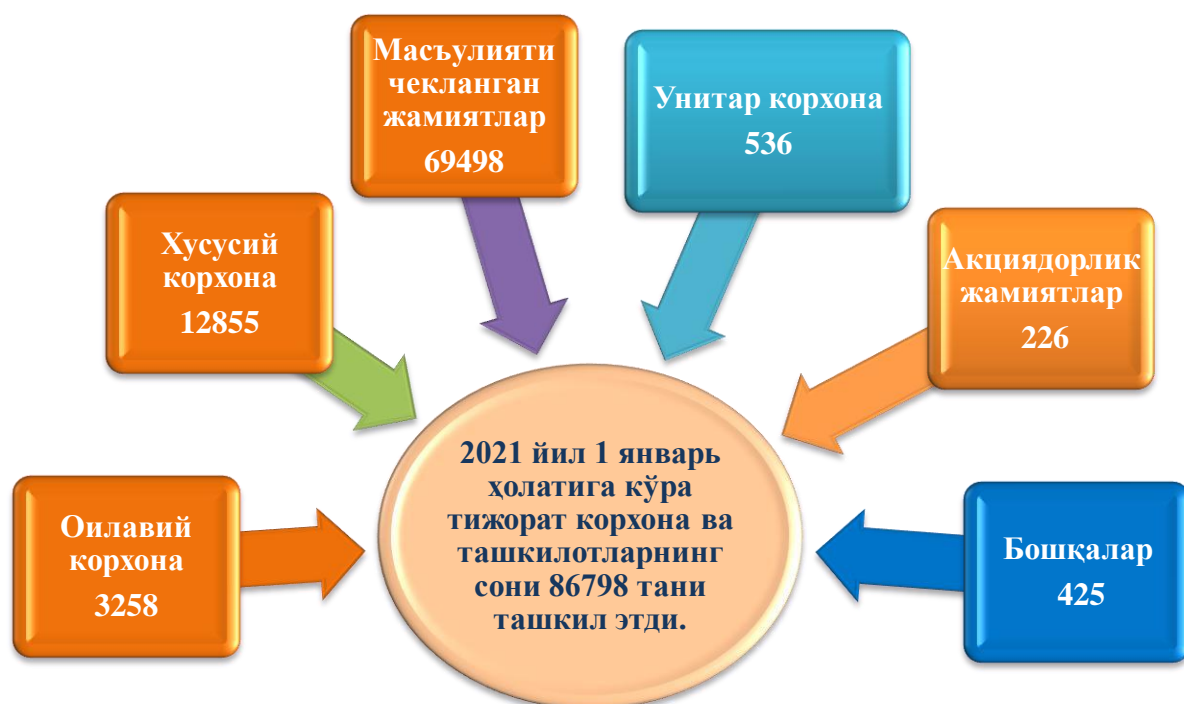 Масъулияти
чекланган
жамиятлар
69498
Унитар корхона
536
Хусусий
корхона
12855
Акциядорлик
жамиятлар
226
Оилавий
корхона
3258
2021 йил 1 январь
ҳолатига кўра
тижорат корхона ва
ташкилотларнинг
сони 86798 тани
ташкил этди.
Бошқалар
425